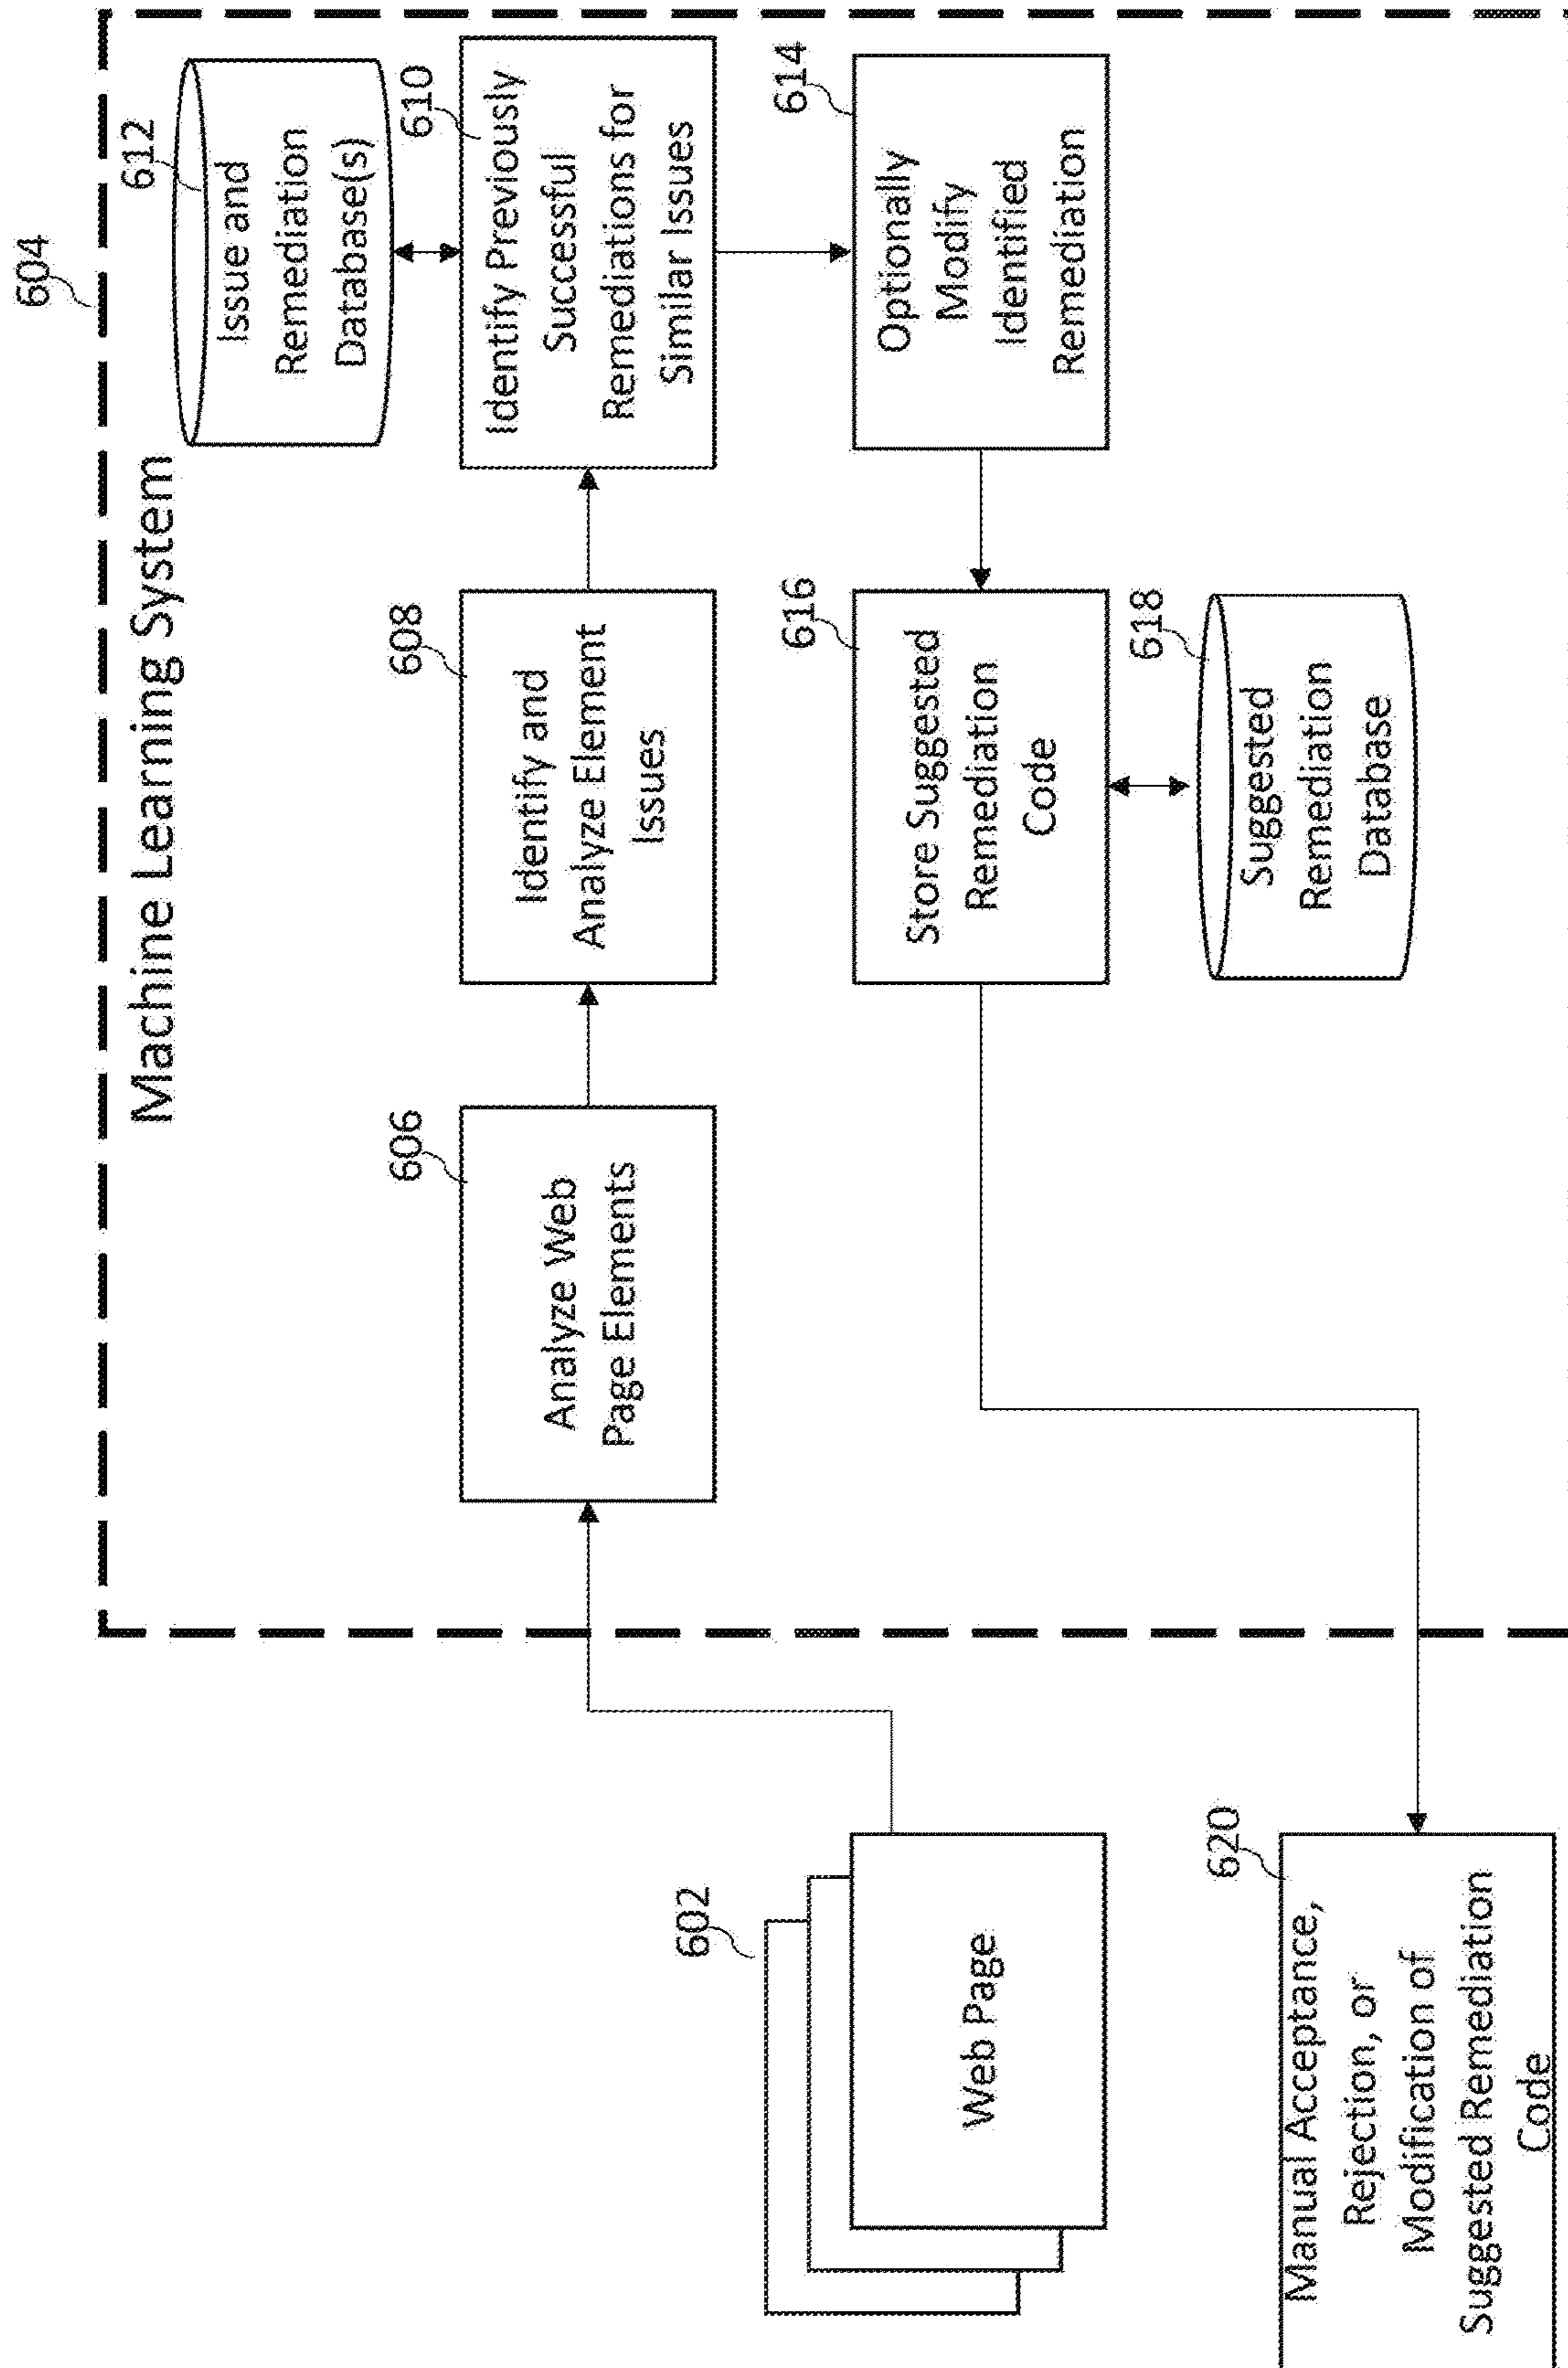 604
Machine Learning System
612
Issue and
Remediation
Database(s)
606
Analyze Web
Page Elements
608
Identify and
Analyze Element
Issues
610
Identify Previously
Successful
Remediations for
Similar Issues
602
Web Page
616
Store Suggested
Remediation
Code
614
Optionally
Modify
Identified
Remediation
618
Suggested
Remediation
Database
620
Manual Acceptance,
Rejection, or
Modification of
Suggested Remediation
Code